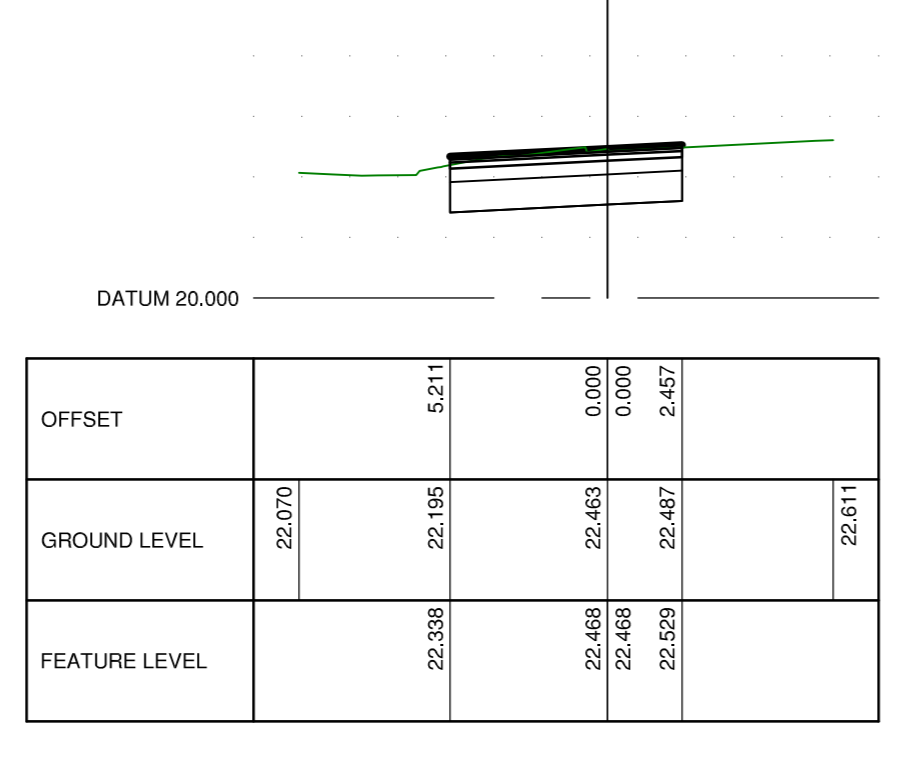 DATUM 20.000
OFFSET 5.211 0.000 0.000 2.457
GROUND LEVEL 22.070 22.195 22.463 22.487 22.611
FEATURE LEVEL 22.338 22.468 22.468 22.529